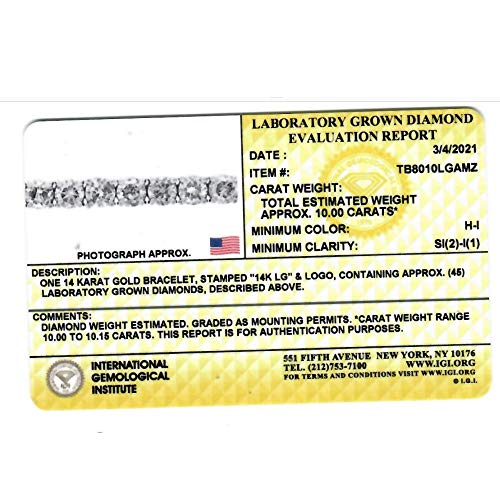 LABORATORY GROWN DIAMOND
EVALUATION REPORT
DATE : 3/4/2021
ITEM #: TB8010LGAMZ
CARAT WEIGHT:
TOTAL ESTIMATED WEIGHT
APPROX. 10.00 CARATS*
MINIMUM COLOR: H-I
MINIMUM CLARITY: SI(2)-I(1)
PHOTOGRAPH APPROX.
DESCRIPTION:
ONE 14 KARAT GOLD BRACELET, STAMPED "14K LG" & LOGO, CONTAINING APPROX. (45)
LABORATORY GROWN DIAMONDS, DESCRIBED ABOVE.
COMMENTS:
DIAMOND WEIGHT ESTIMATED. GRADED AS MOUNTING PERMITS. *CARAT WEIGHT RANGE
10.00 TO 10.15 CARATS. THIS REPORT IS FOR AUTHENTICATION PURPOSES.
INTERNATIONAL
GEMOLOGICAL
INSTITUTE
551 FIFTH AVENUE NEW YORK, NY 10176
TEL. (212)753-7100 WWW.IGI.ORG
FOR TERMS AND CONDITIONS VISIT WWW.IGI.ORG
© I.G.I.